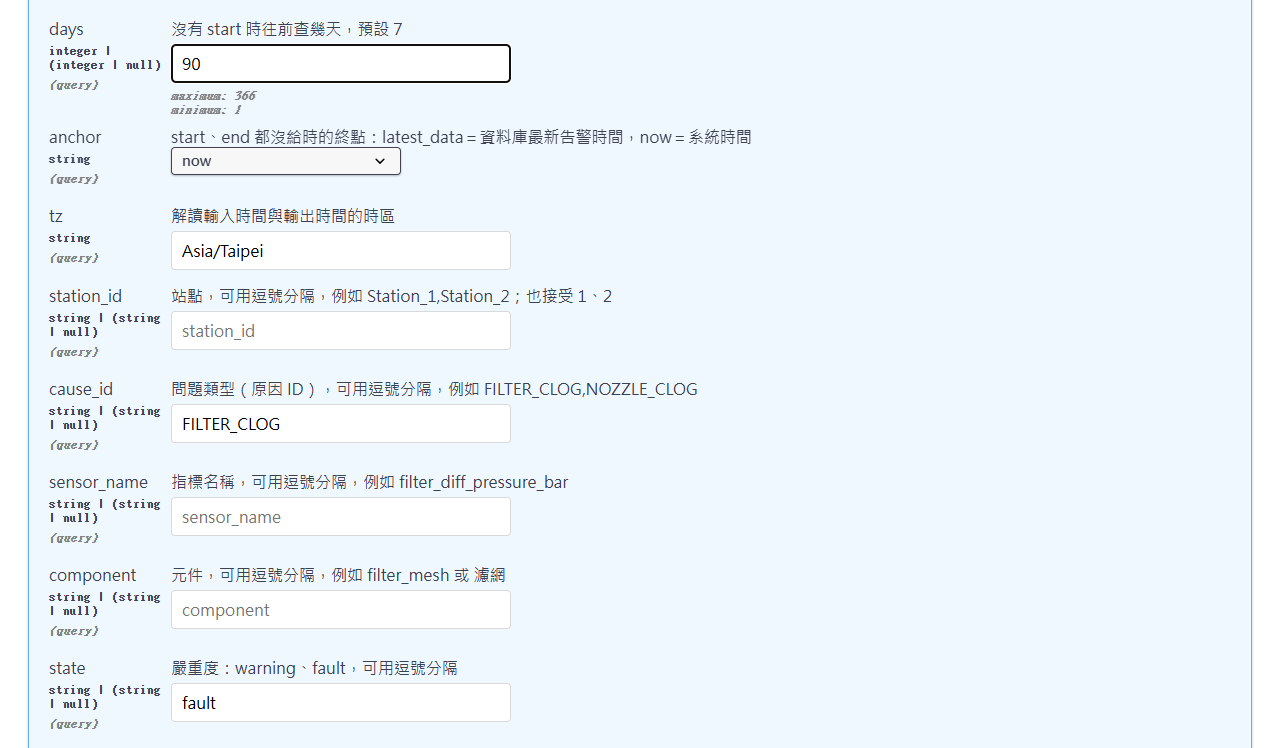 days 沒有 start 時往前查幾天，預設 7
integer |
(integer | null)
90
(query)
maximum: 366
minimum: 1
anchor start、end 都沒給時的終點：latest_data = 資料庫最新告警時間，now = 系統時間
string
now
(query)
tz 解讀輸入時間與輸出時間的時區
string
Asia/Taipei
(query)
station_id 站點，可用逗號分隔，例如 Station_1,Station_2；也接受 1、2
string | (string
| null)
station_id
(query)
cause_id 問題類型（原因 ID），可用逗號分隔，例如 FILTER_CLOG,NOZZLE_CLOG
string | (string
| null)
FILTER_CLOG
(query)
sensor_name 指標名稱，可用逗號分隔，例如 filter_diff_pressure_bar
string | (string
| null)
sensor_name
(query)
component 元件，可用逗號分隔，例如 filter_mesh 或 濾網
string | (string
| null)
component
(query)
state 嚴重度：warning、fault，可用逗號分隔
string | (string
| null)
fault
(query)